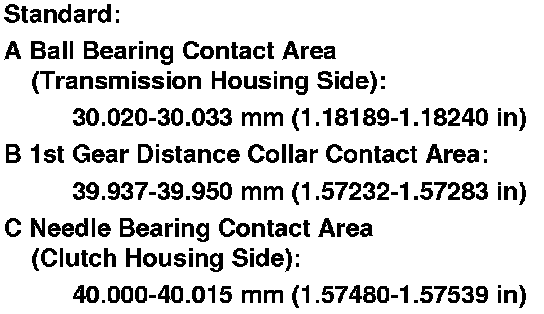 Standard:
A Ball Bearing Contact Area
(Transmission Housing Side):
30.020-30.033 mm (1.18189-1.18240 in)
B 1st Gear Distance Collar Contact Area:
39.937-39.950 mm (1.57232-1.57283 in)
C Needle Bearing Contact Area
(Clutch Housing Side):
40.000-40.015 mm (1.57480-1.57539 in)